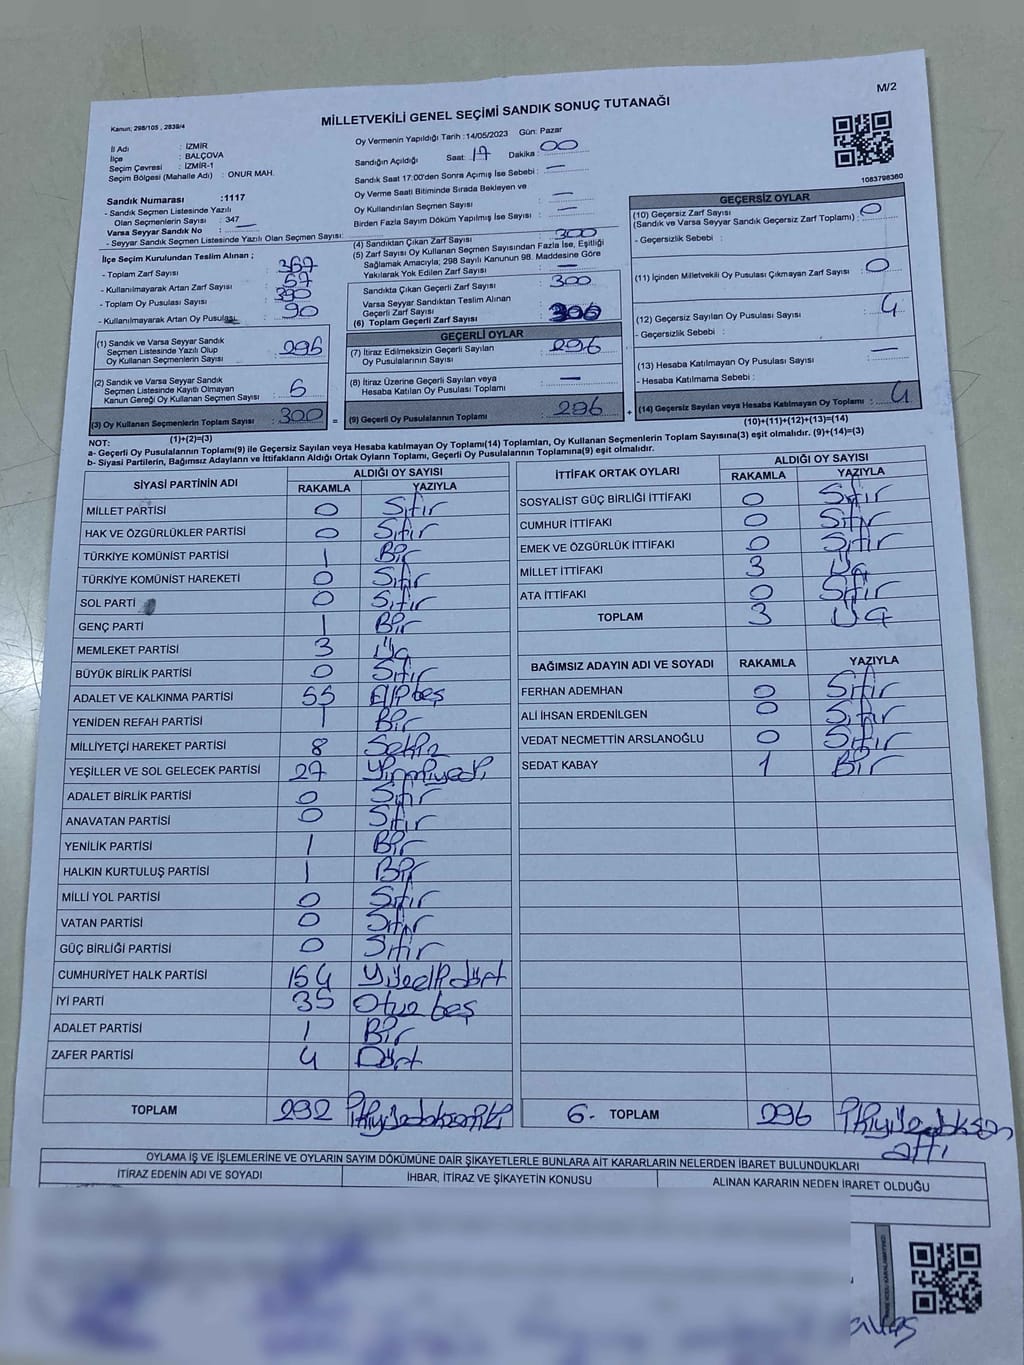 M/2
Kanun; 298/105 , 2839/4
MİLLETVEKİLİ GENEL SEÇİMİ SANDIK SONUÇ TUTANAĞI
İl Adı : İZMİR
İlçe : BALÇOVA
Seçim Çevresi : İZMİR-1
Seçim Bölgesi (Mahalle Adı) : ONUR MAH.
Oy Vermenin Yapıldığı Tarih :14/05/2023 Gün: Pazar
Sandığın Açıldığı Saat: 17 Dakika : 00
Sandık Saat 17:00'den Sonra Açımış İse Sebebi : —
Oy Verme Saati Bitiminde Sırada Bekleyen ve
Oy Kullandırılan Seçmen Sayısı : —
Birden Fazla Sayım Döküm Yapılmış İse Sayısı : —
1083798360
Sandık Numarası :1117
- Sandık Seçmen Listesinde Yazılı
Olan Seçmenlerin Sayısı : 347
Varsa Seyyar Sandık No : —
- Seyyar Sandık Seçmen Listesinde Yazılı Olan Seçmen Sayısı:
İlçe Seçim Kurulundan Teslim Alınan ;
- Toplam Zarf Sayısı :
- Kullanılmayarak Artan Zarf Sayısı :
- Toplam Oy Pusulası Sayısı :
- Kullanılmayarak Artan Oy Pusulası : 90
(4) Sandıktan Çıkan Zarf Sayısı : 300
(5) Zarf Sayısı Oy Kullanan Seçmen Sayısından Fazla İse, Eşitliği
Sağlamak Amacıyla; 298 Sayılı Kanunun 98. Maddesine Göre
Yakılarak Yok Edilen Zarf Sayısı : —
Sandıkta Çıkan Geçerli Zarf Sayısı : 300
Varsa Seyyar Sandıktan Teslim Alınan
Geçerli Zarf Sayısı :
(6) Toplam Geçerli Zarf Sayısı : 300
GEÇERSİZ OYLAR
(10) Geçersiz Zarf Sayısı
(Sandık ve Varsa Seyyar Sandık Geçersiz Zarf Toplamı) : 0
- Geçersizlik Sebebi :
(11) İçinden Milletvekili Oy Pusulası Çıkmayan Zarf Sayısı : 0
(12) Geçersiz Sayılan Oy Pusulası Sayısı : 4
- Geçersizlik Sebebi :
(13) Hesaba Katılmayan Oy Pusulası Sayısı : —
- Hesaba Katılmama Sebebi :
(14) Geçersiz Sayılan veya Hesaba Katılmayan Oy Toplamı : 4
(10)+(11)+(12)+(13)=(14)
(1) Sandık ve Varsa Seyyar Sandık
Seçmen Listesinde Yazılı Olup
Oy Kullanan Seçmenlerin Sayısı : 295
(2) Sandık ve Varsa Seyyar Sandık
Seçmen Listesinde Kayıtlı Olmayan
Kanun Gereği Oy Kullanan Seçmen Sayısı : 5
(3) Oy Kullanan Seçmenlerin Toplam Sayısı : 300
(1)+(2)=(3)
GEÇERLİ OYLAR
(7) İtiraz Edilmeksizin Geçerli Sayılan
Oy Pusulalarının Sayısı : 296
(8) İtiraz Üzerine Geçerli Sayılan veya
Hesaba Katılan Oy Pusulası Toplamı : —
(9) Geçerli Oy Pusulalarının Toplamı : 296
NOT:
a- Geçerli Oy Pusulalarının Toplamı(9) ile Geçersiz Sayılan veya Hesaba Katılmayan Oy Toplamı(14) Toplamları, Oy Kullanan Seçmenlerin Toplam Sayısına(3) eşit olmalıdır. (9)+(14)=(3)
b- Siyasi Partilerin, Bağımsız Adayların ve İttifakların Aldığı Ortak Oyların Toplamı, Geçerli Oy Pusulalarının Toplamına(9) eşit olmalıdır.
SİYASİ PARTİNİN ADI ALDIĞI OY SAYISI
RAKAMLA YAZIYLA
MİLLET PARTİSİ 0 Sıfır
HAK VE ÖZGÜRLÜKLER PARTİSİ 0 Sıfır
TÜRKİYE KOMÜNİST PARTİSİ 1 Bir
TÜRKİYE KOMÜNİST HAREKETİ 0 Sıfır
SOL PARTİ 0 Sıfır
GENÇ PARTİ 1 Bir
MEMLEKET PARTİSİ 3 Üç
BÜYÜK BİRLİK PARTİSİ 0 Sıfır
ADALET VE KALKINMA PARTİSİ 55 Elli beş
YENİDEN REFAH PARTİSİ 1 Bir
MİLLİYETÇİ HAREKET PARTİSİ 8 Sekiz
YEŞİLLER VE SOL GELECEK PARTİSİ 27 Yirmiyedi
ADALET BİRLİK PARTİSİ 0 Sıfır
ANAVATAN PARTİSİ 0 Sıfır
YENİLİK PARTİSİ 1 Bir
HALKIN KURTULUŞ PARTİSİ 1 Bir
MİLLİ YOL PARTİSİ 0 Sıfır
VATAN PARTİSİ 0 Sıfır
GÜÇ BİRLİĞİ PARTİSİ 0 Sıfır
CUMHURİYET HALK PARTİSİ 154 Yüzelli dört
İYİ PARTİ 35 Otuz beş
ADALET PARTİSİ 1 Bir
ZAFER PARTİSİ 4 Dört
TOPLAM 292 İkiyüzdoksaniki
İTTİFAK ORTAK OYLARI ALDIĞI OY SAYISI
RAKAMLA YAZIYLA
SOSYALİST GÜÇ BİRLİĞİ İTTİFAKI 0 Sıfır
CUMHUR İTTİFAKI 0 Sıfır
EMEK VE ÖZGÜRLÜK İTTİFAKI 0 Sıfır
MİLLET İTTİFAKI 3 Üç
ATA İTTİFAKI 0 Sıfır
TOPLAM 3 Üç
BAĞIMSIZ ADAYIN ADI VE SOYADI RAKAMLA YAZIYLA
FERHAN ADEMHAN 0 Sıfır
ALİ İHSAN ERDENİLGEN 0 Sıfır
VEDAT NECMETTİN ARSLANOĞLU 0 Sıfır
SEDAT KABAY 1 Bir
6- TOPLAM 296 İkiyüzdoksan
altı
OYLAMA İŞ VE İŞLEMLERİNE VE OYLARIN SAYIM DÖKÜMÜNE DAİR ŞİKAYETLERLE BUNLARA AİT KARARLARIN NELERDEN İBARET BULUNDUKLARI
İTİRAZ EDENİN ADI VE SOYADI İHBAR, İTİRAZ VE ŞİKAYETİN KONUSU ALINAN KARARIN NEDEN İBARET OLDUĞU